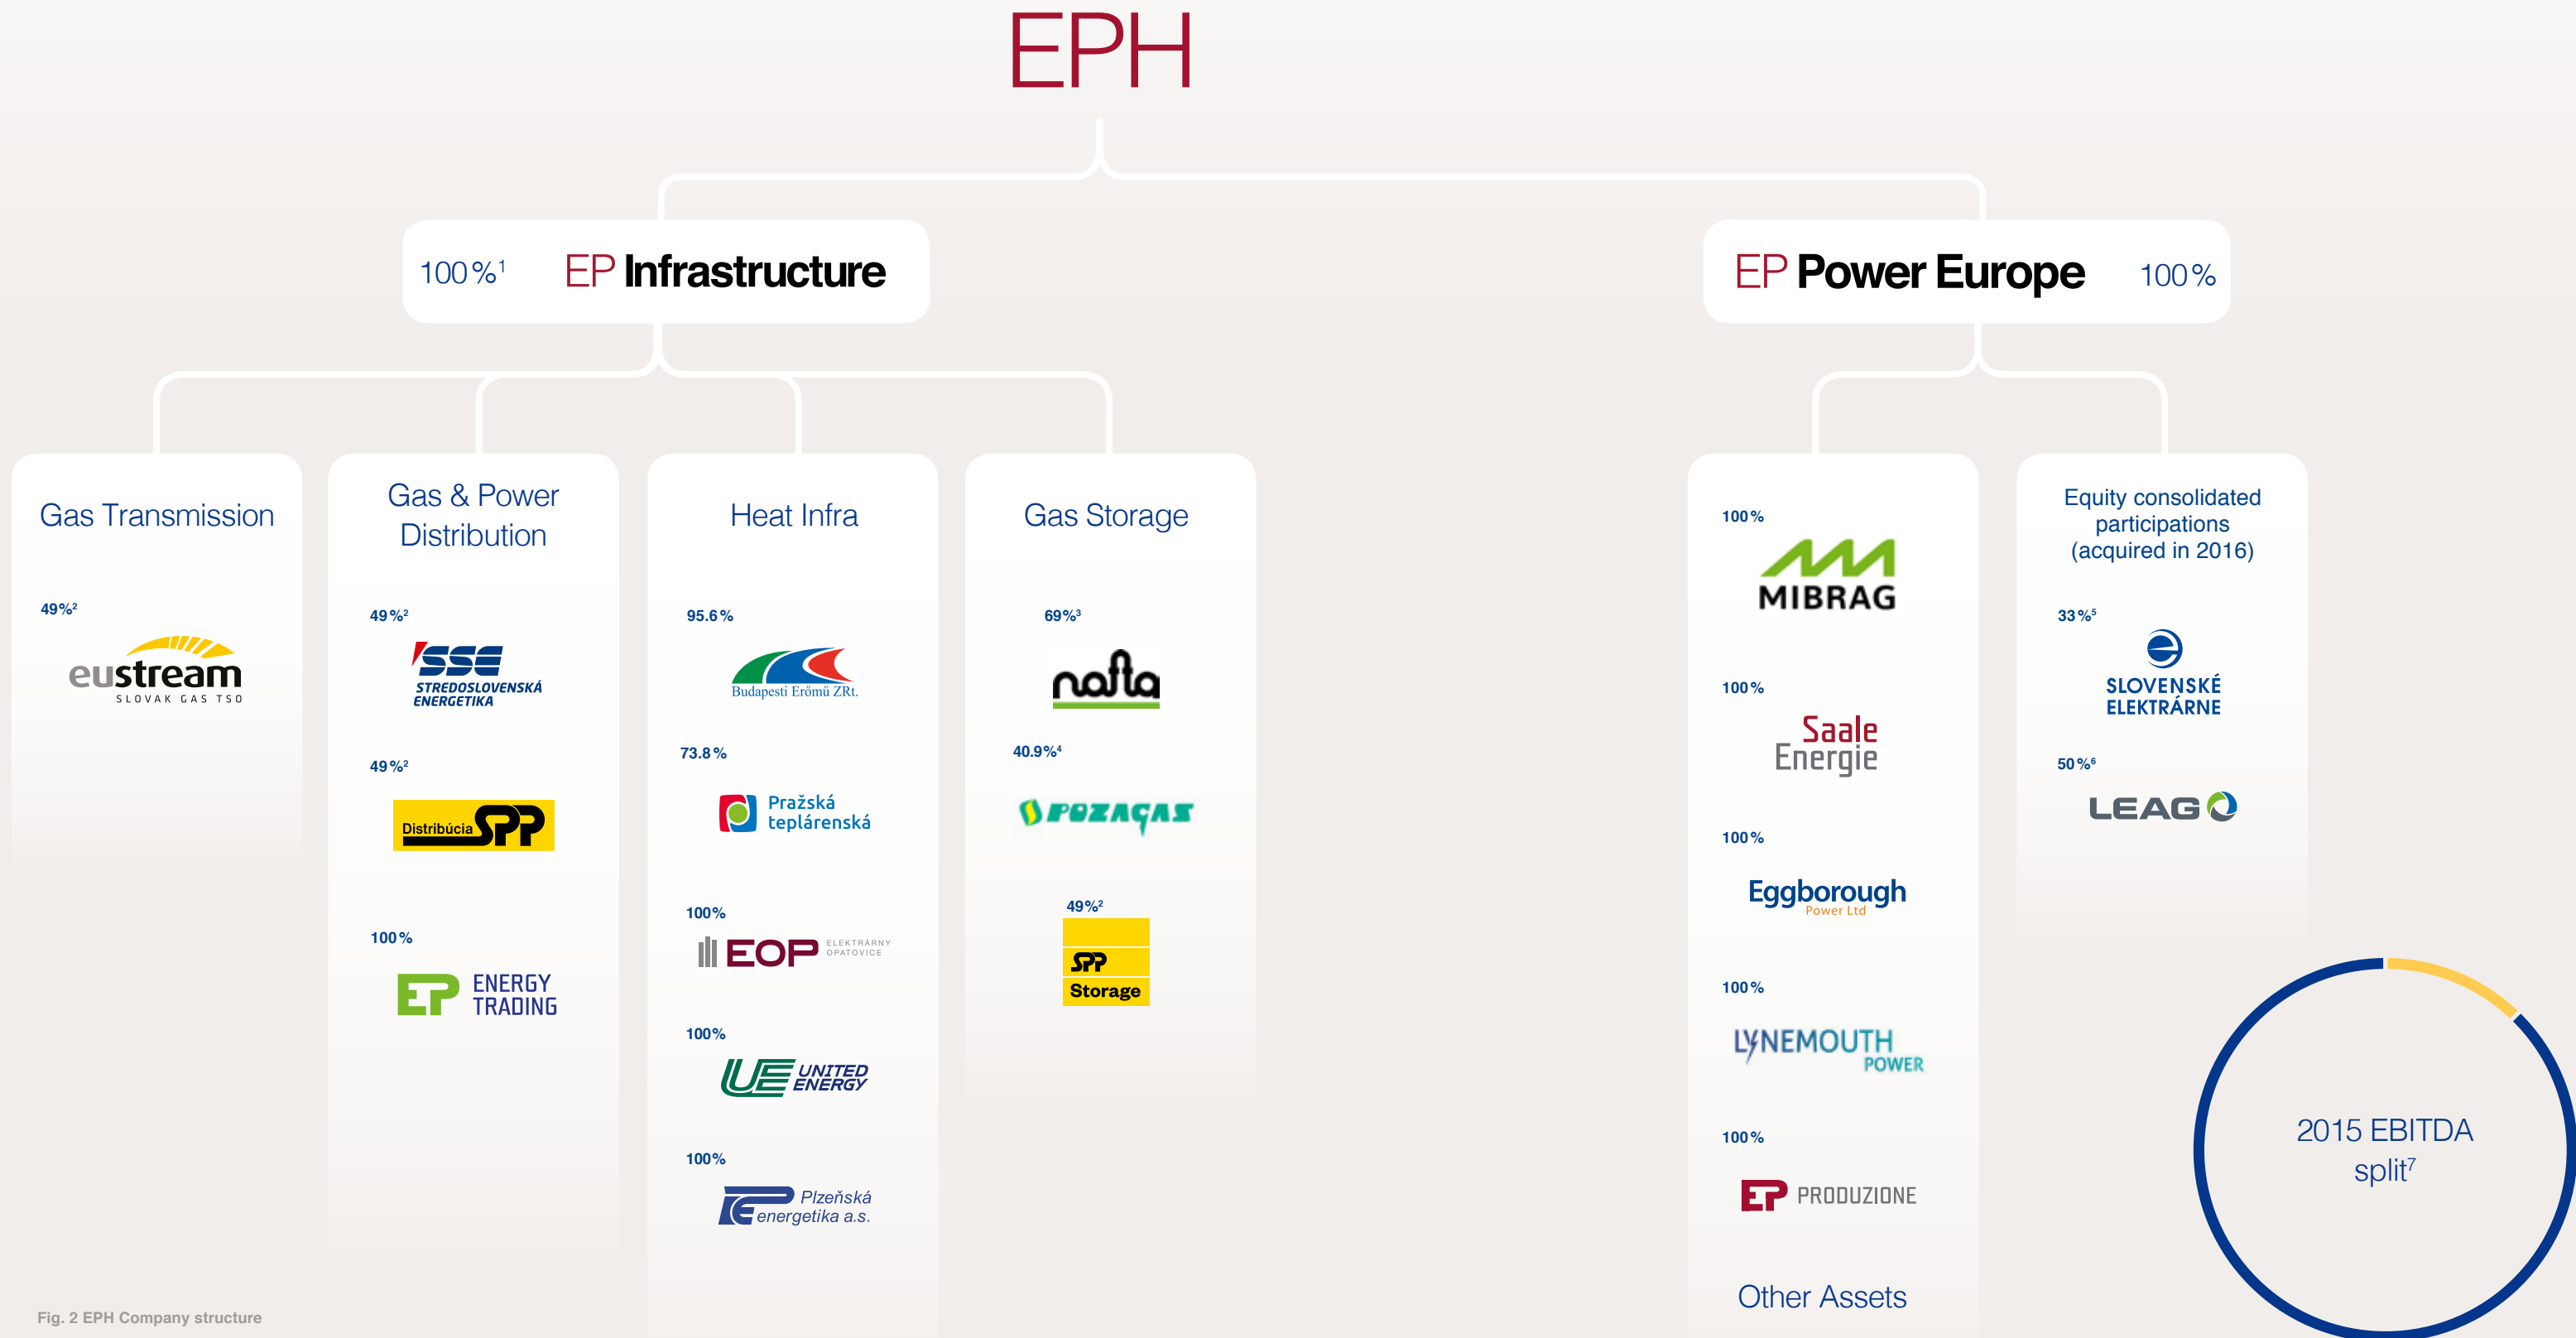 EPH
100%¹ EP Infrastructure
EP Power Europe 100%
Gas Transmission
49%²
eustream
SLOVAK GAS TSO
Gas & Power
Distribution
49%²
SSE
STREDOSLOVENSKÁ
ENERGETIKA
49%²
Distribúcia SPP
100%
EP ENERGY
TRADING
Heat Infra
95.6%
Budapesti Erőmű ZRt.
73.8%
Pražská
teplárenská
100%
EOP ELEKTRÁRNY
OPATOVICE
100%
UE UNITED
ENERGY
100%
PE Plzeňská
energetika a.s.
Gas Storage
69%³
nafta
40.9%⁴
POZAGAS
49%²
SPP
Storage
100%
MIBRAG
100%
Saale
Energie
100%
Eggborough
Power Ltd
100%
LYNEMOUTH
POWER
100%
EP PRODUZIONE
Other Assets
Equity consolidated
participations
(acquired in 2016)
33%⁵
SLOVENSKÉ
ELEKTRÁRNE
50%⁶
LEAG
2015 EBITDA
split⁷
Fig. 2 EPH Company structure